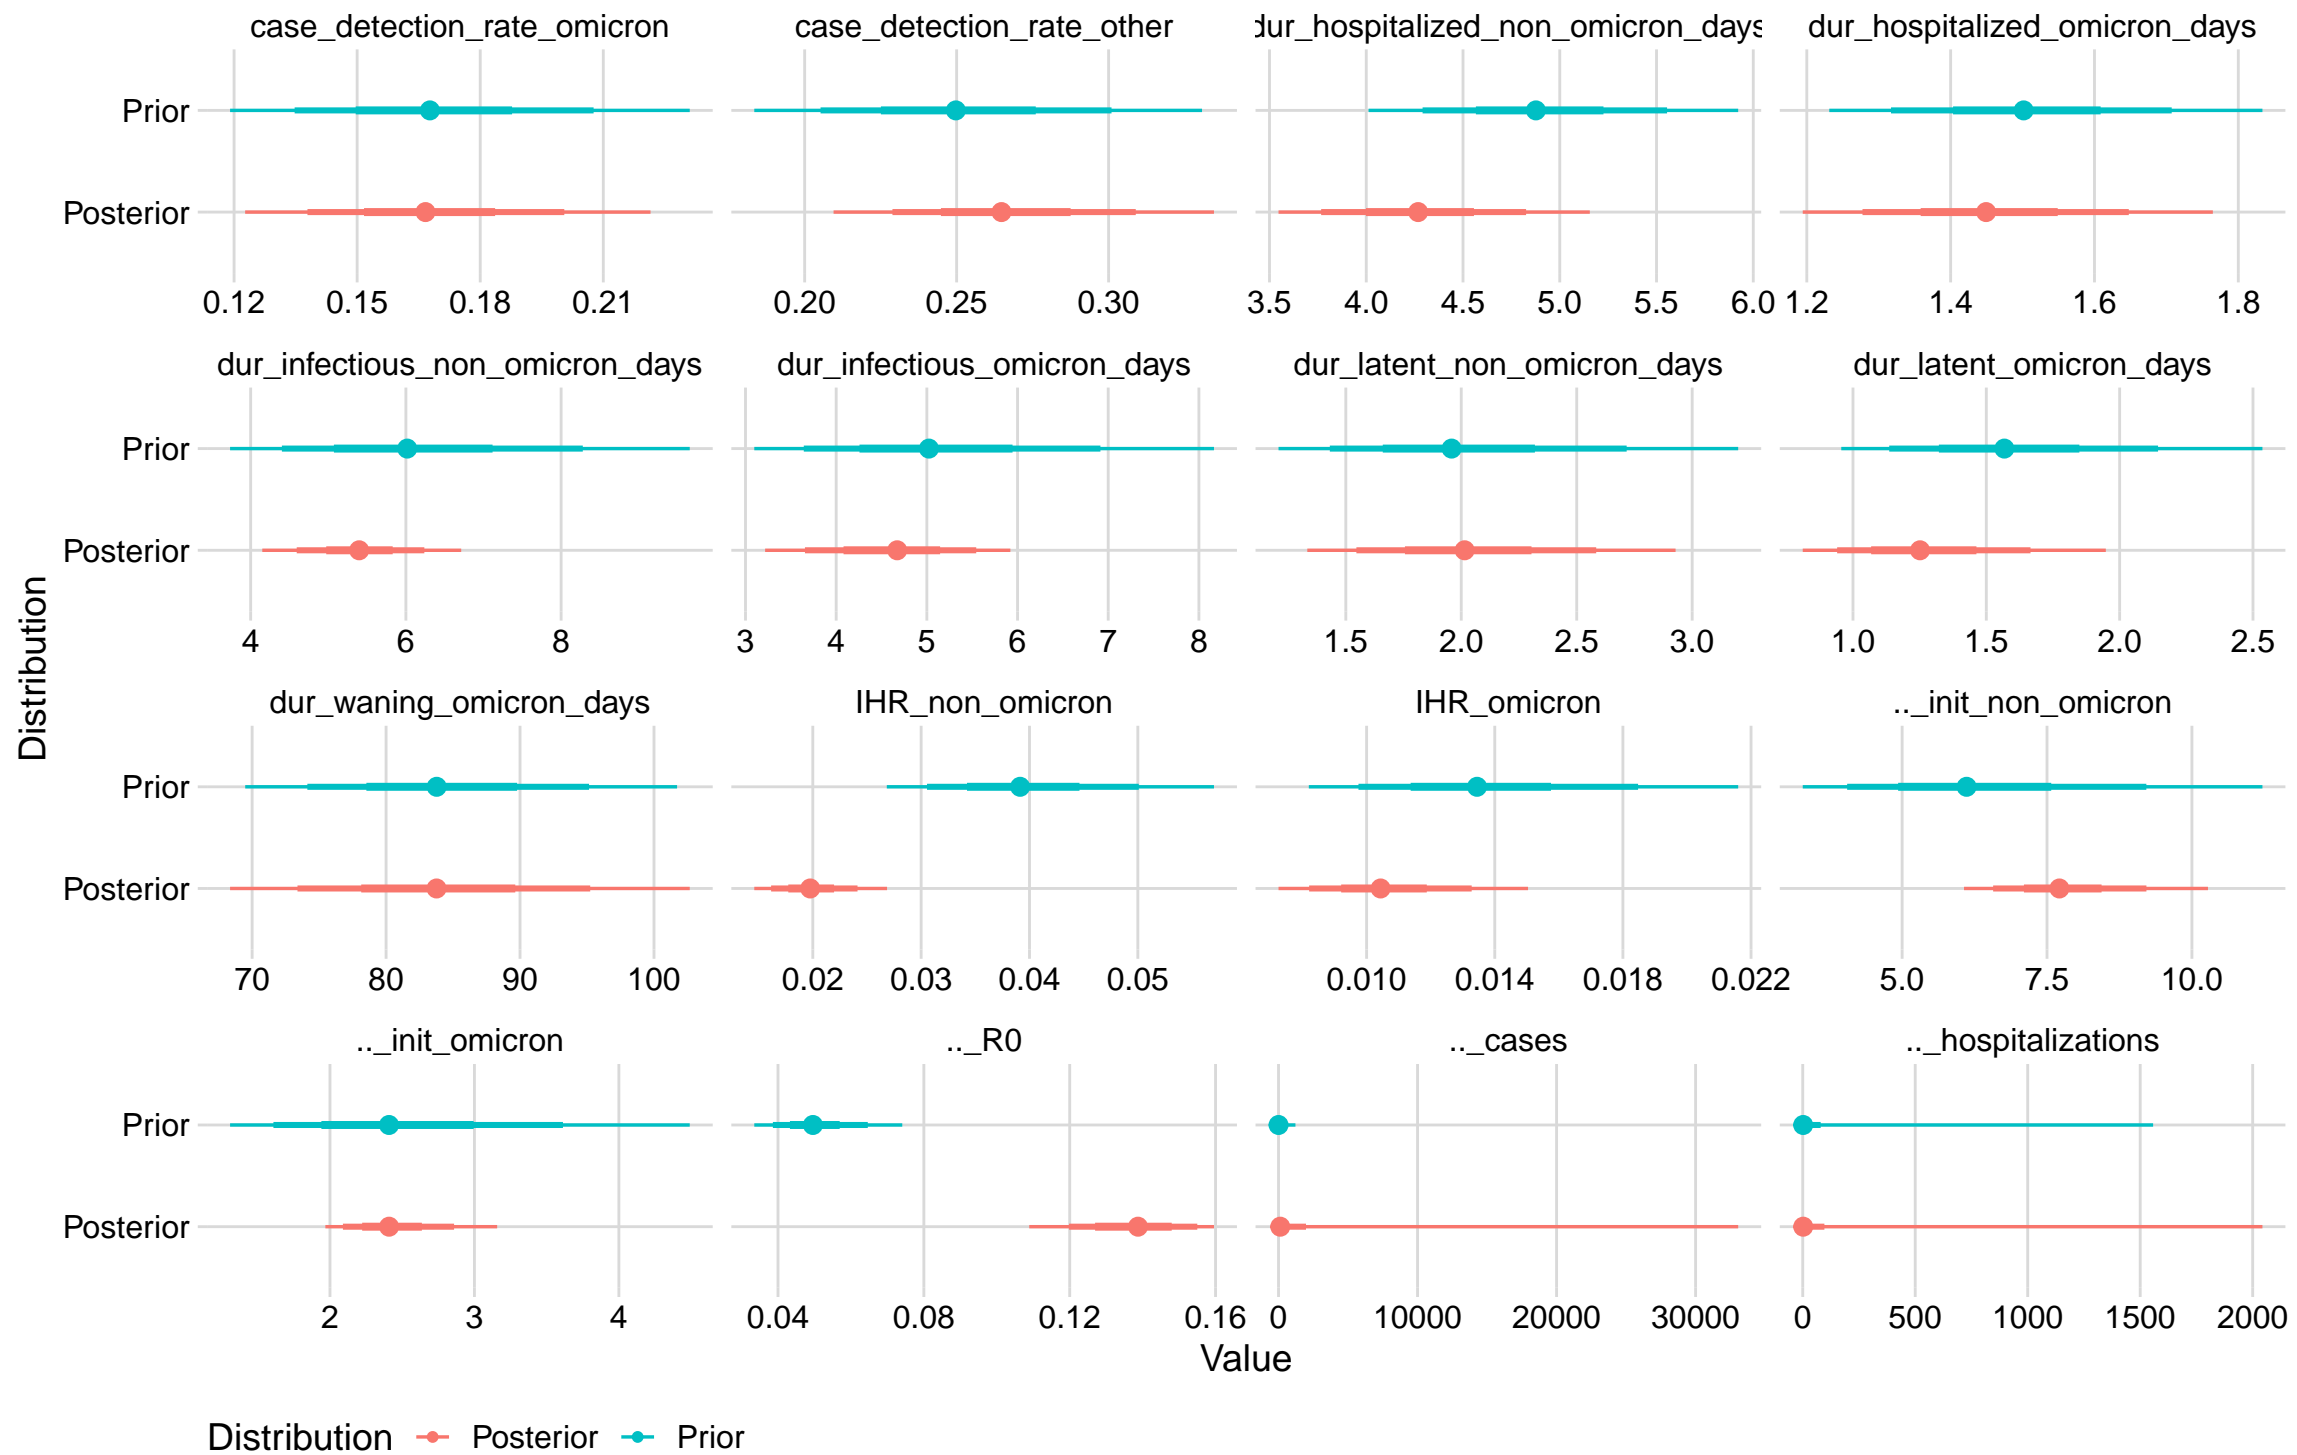 case_detection_rate_omicron case_detection_rate_other dur_hospitalized_non_omicron_days dur_hospitalized_omicron_days
Prior
Posterior
0.12 0.15 0.18 0.21 0.20 0.25 0.30 3.5 4.0 4.5 5.0 5.5 6.0 1.2 1.4 1.6 1.8
dur_infectious_non_omicron_days dur_infectious_omicron_days dur_latent_non_omicron_days dur_latent_omicron_days
Prior
Posterior
4 6 8 3 4 5 6 7 8 1.5 2.0 2.5 3.0 1.0 1.5 2.0 2.5
Distribution
dur_waning_omicron_days IHR_non_omicron IHR_omicron .._init_non_omicron
Prior
Posterior
70 80 90 100 0.02 0.03 0.04 0.05 0.010 0.014 0.018 0.022 5.0 7.5 10.0
.._init_omicron .._R0 .._cases .._hospitalizations
Prior
Posterior
2 3 4 0.04 0.08 0.12 0.16 0 10000 20000 30000 0 500 1000 1500 2000
Value
Distribution Posterior Prior